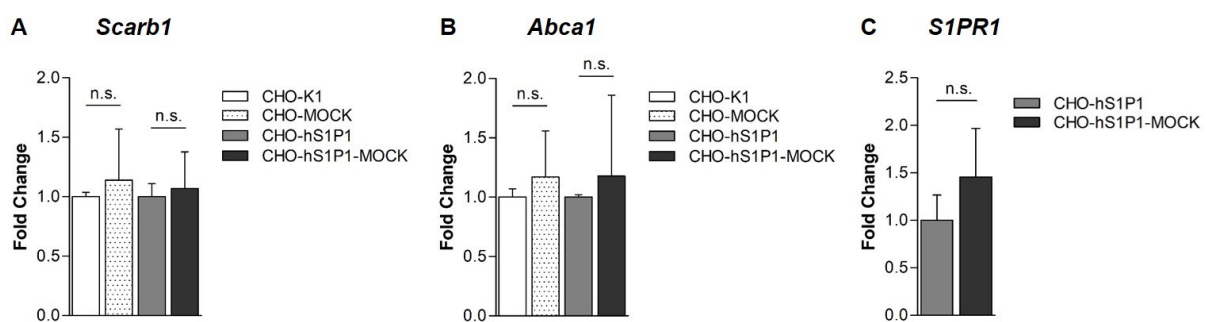 A Scarb1
Fold Change
2.0
1.5
1.0
0.5
0.0
n.s.
n.s.
CHO-K1
CHO-MOCK
CHO-hS1P1
CHO-hS1P1-MOCK
B Abca1
Fold Change
2.0
1.5
1.0
0.5
0.0
n.s.
n.s.
CHO-K1
CHO-MOCK
CHO-hS1P1
CHO-hS1P1-MOCK
C S1PR1
Fold Change
2.5
2.0
1.5
1.0
0.5
0.0
n.s.
CHO-hS1P1
CHO-hS1P1-MOCK